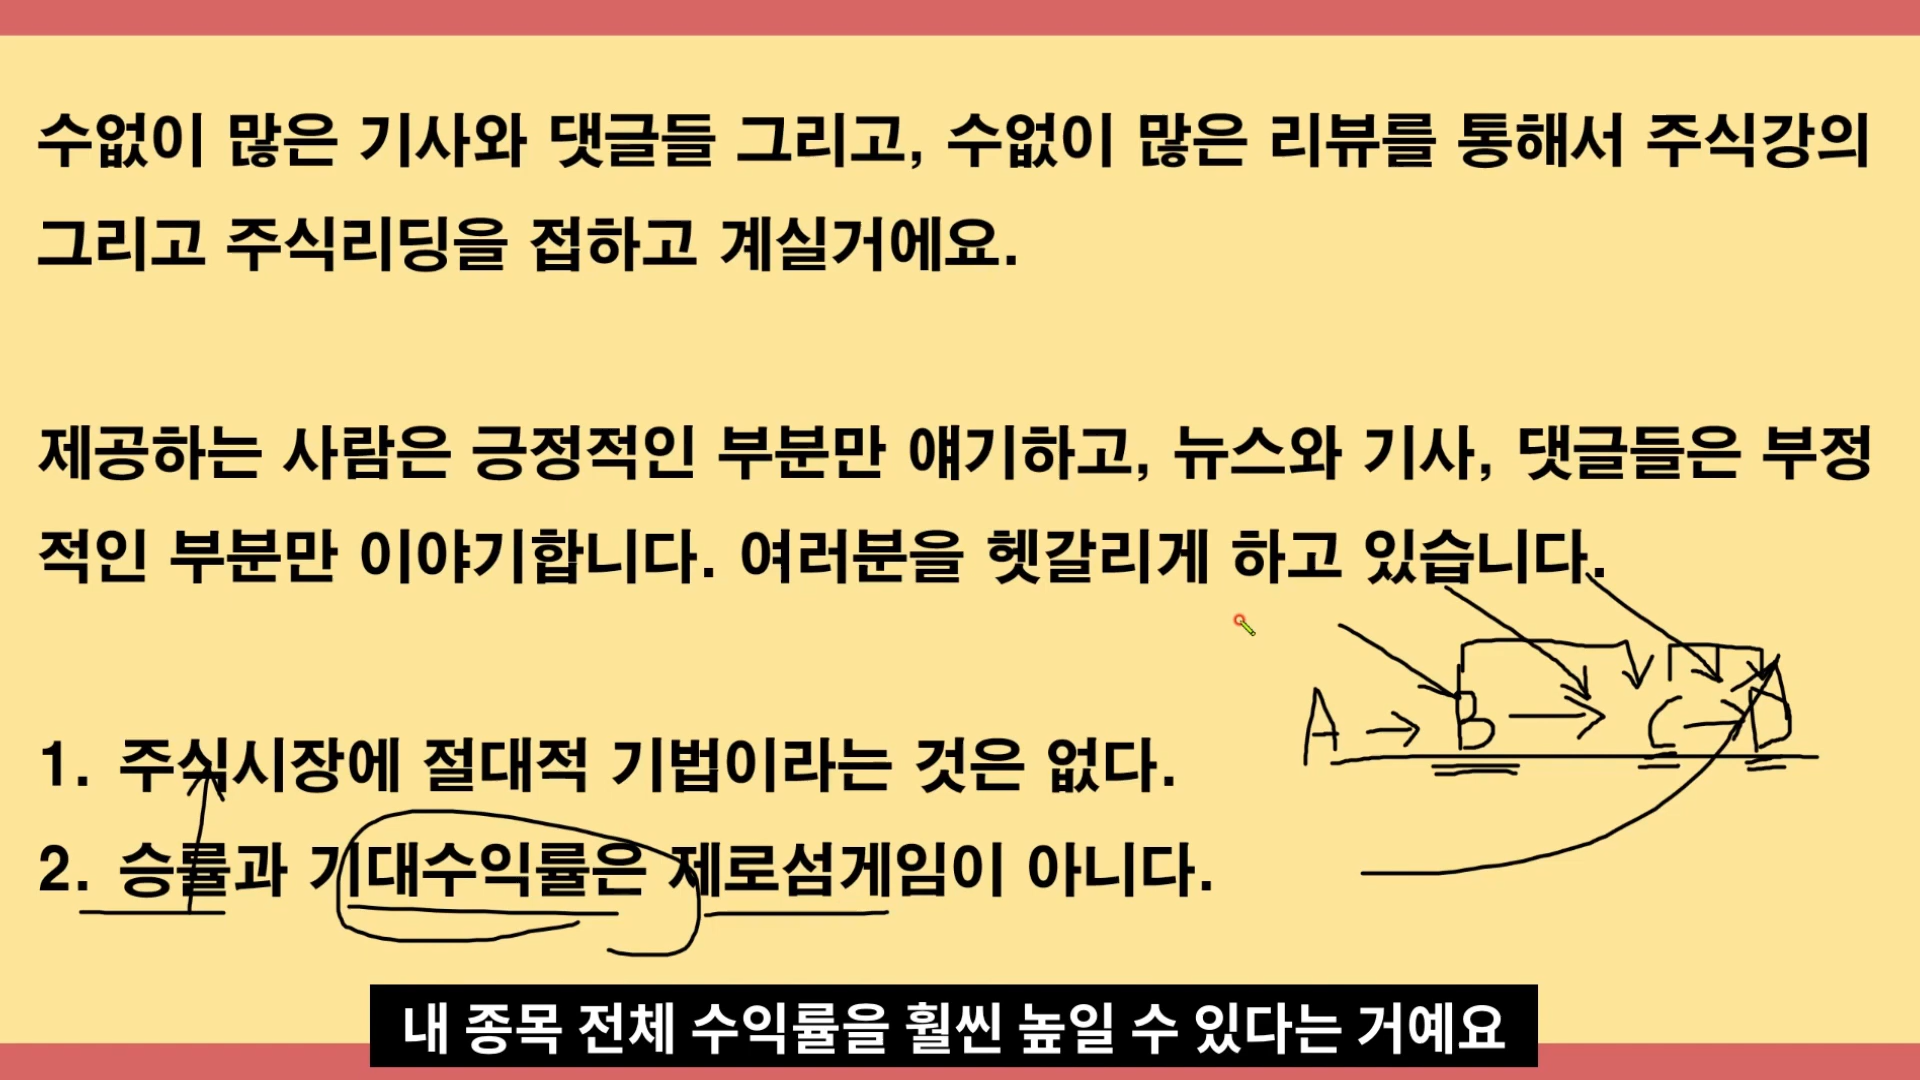 수없이 많은 기사와 댓글들 그리고, 수없이 많은 리뷰를 통해서 주식강의
그리고 주식리딩을 접하고 계실거에요.
제공하는 사람은 긍정적인 부분만 얘기하고, 뉴스와 기사, 댓글들은 부정
적인 부분만 이야기합니다. 여러분을 헷갈리게 하고 있습니다.
A → B → C → D
1. 주식시장에 절대적 기법이라는 것은 없다.
2. 승률과 기대수익률은 제로섬게임이 아니다.
내 종목 전체 수익률을 훨씬 높일 수 있다는 거예요